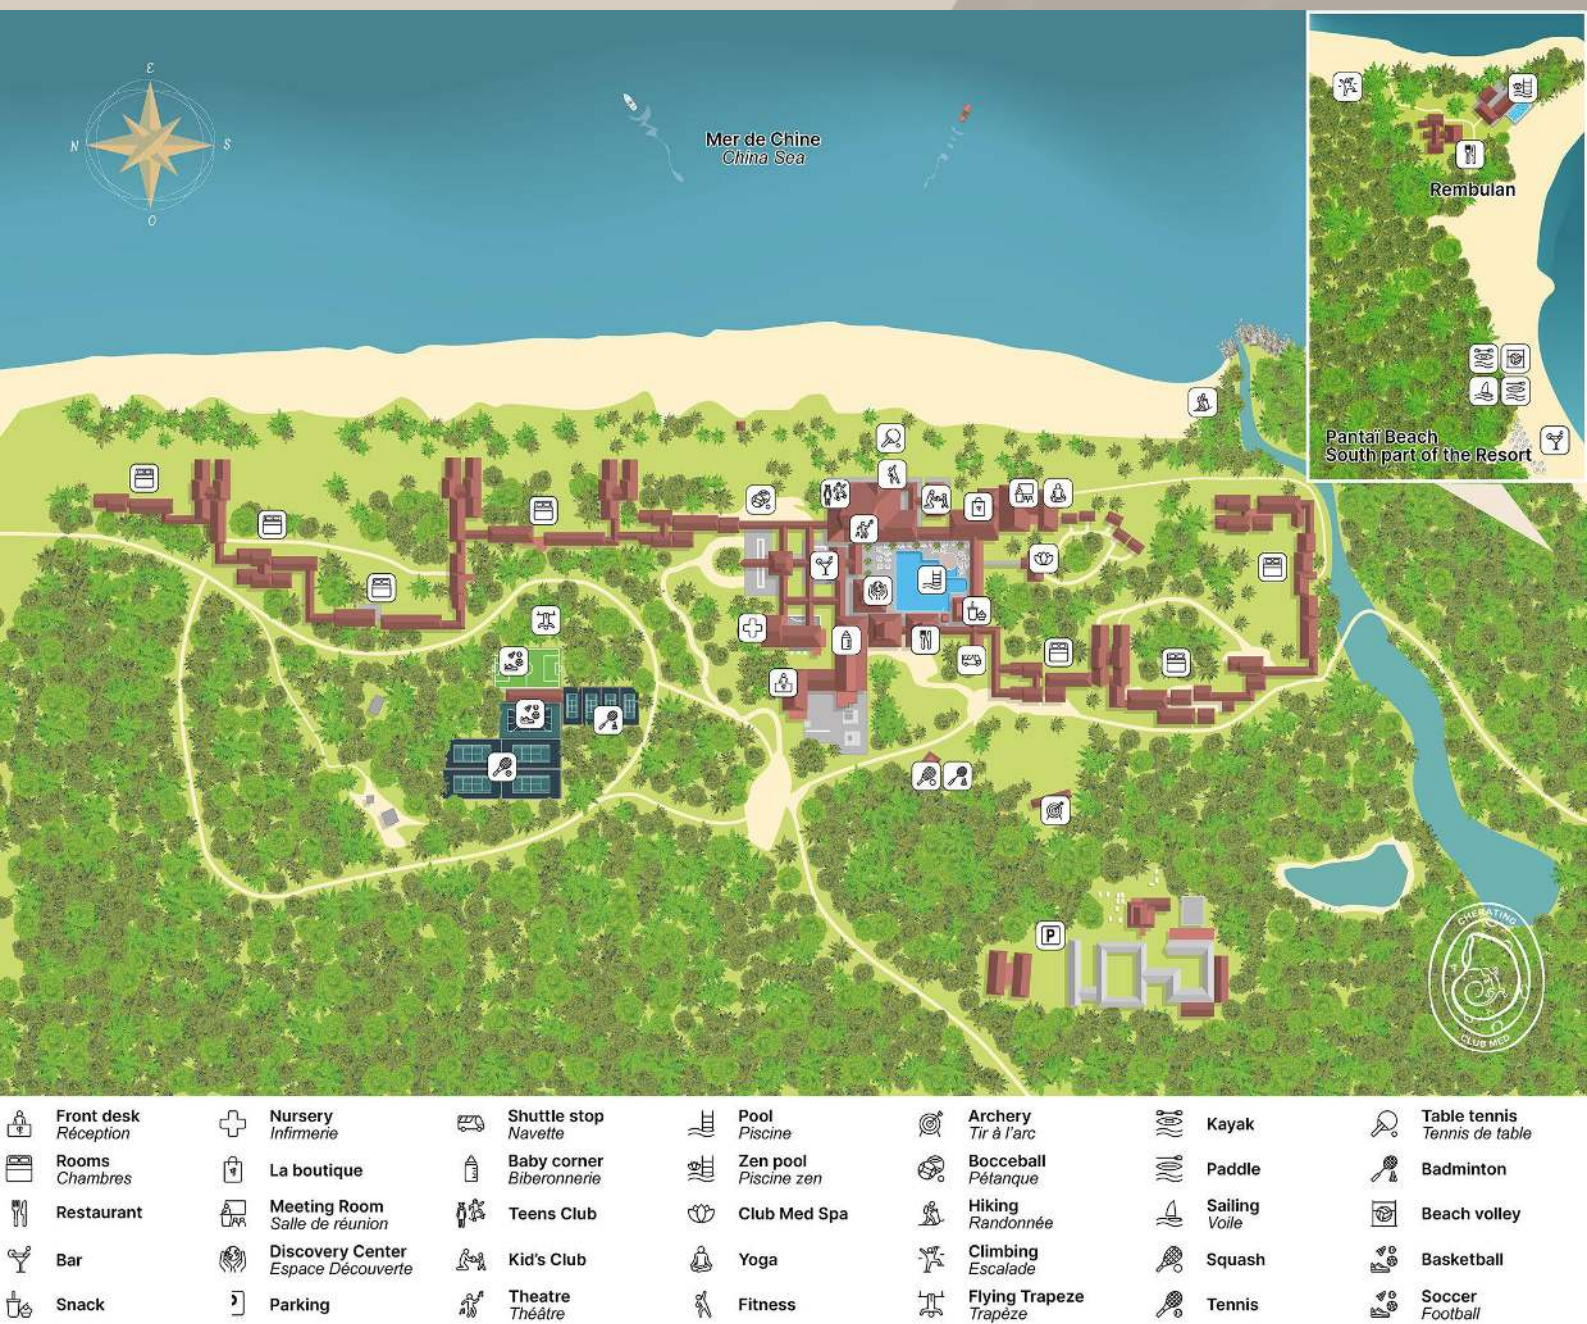 E
N
S
O
Mer de Chine
China Sea
Rembulan
Pantaï Beach
South part of the Resort
P
CHERATING
CLUB MED
Front desk
Réception
Nursery
Infirmerie
Shuttle stop
Navette
Pool
Piscine
Archery
Tir à l'arc
Kayak
Table tennis
Tennis de table
Rooms
Chambres
La boutique
Baby corner
Biberonnerie
Zen pool
Piscine zen
Bocceball
Pétanque
Paddle
Badminton
Restaurant
Meeting Room
Salle de réunion
Teens Club
Club Med Spa
Hiking
Randonnée
Sailing
Voile
Beach volley
Bar
Discovery Center
Espace Découverte
Kid's Club
Yoga
Climbing
Escalade
Squash
Basketball
Snack
Parking
Theatre
Théâtre
Fitness
Flying Trapeze
Trapèze
Tennis
Soccer
Football